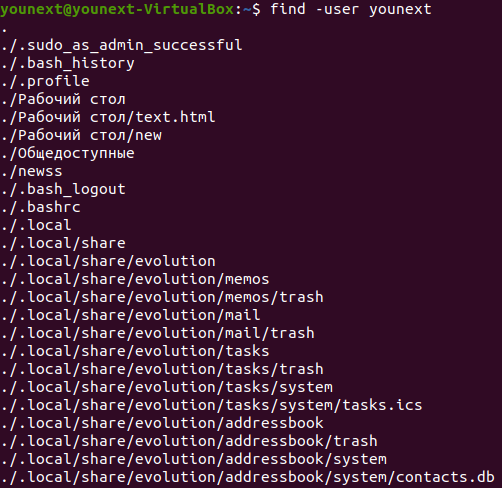 younext@younext-VirtualBox:~$ find -user younext
.
./.sudo_as_admin_successful
./.bash_history
./.profile
./Рабочий стол
./Рабочий стол/text.html
./Рабочий стол/new
./Общедоступные
./newss
./.bash_logout
./.bashrc
./.local
./.local/share
./.local/share/evolution
./.local/share/evolution/memos
./.local/share/evolution/memos/trash
./.local/share/evolution/mail
./.local/share/evolution/mail/trash
./.local/share/evolution/tasks
./.local/share/evolution/tasks/trash
./.local/share/evolution/tasks/system
./.local/share/evolution/tasks/system/tasks.ics
./.local/share/evolution/addressbook
./.local/share/evolution/addressbook/trash
./.local/share/evolution/addressbook/system
./.local/share/evolution/addressbook/system/contacts.db